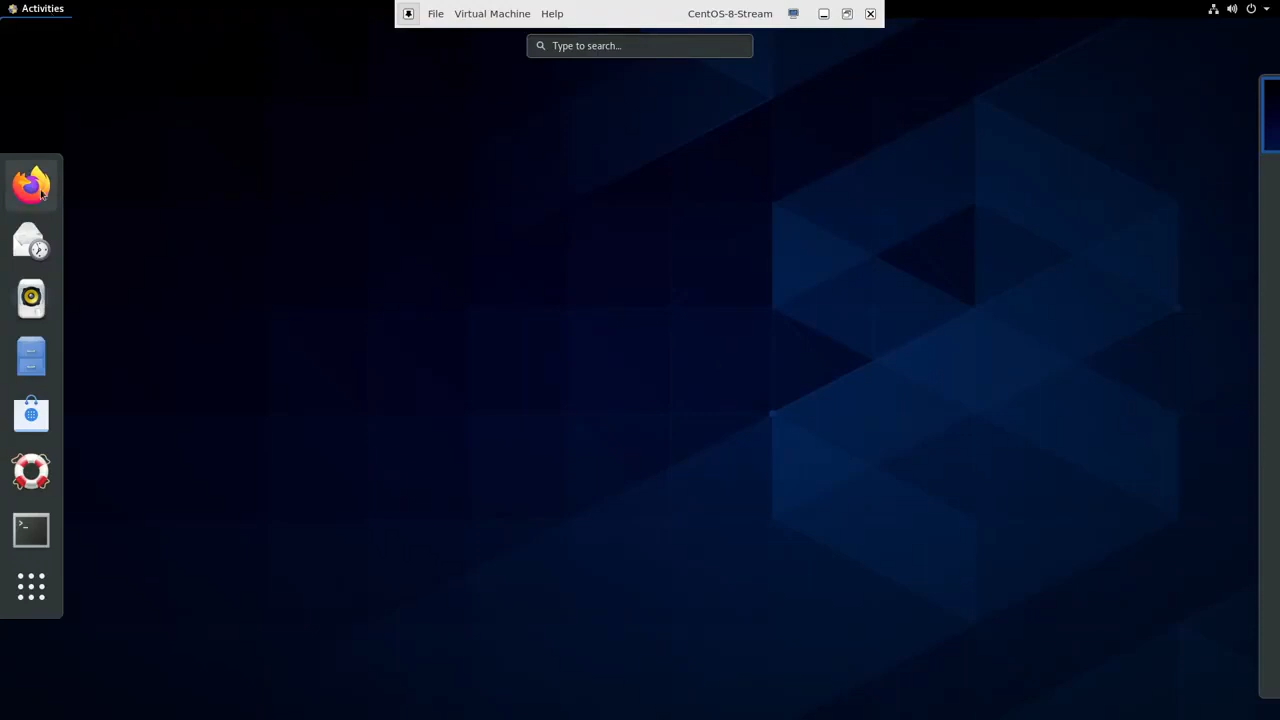 Activities
File Virtual Machine Help CentOS-8-Stream
Type to search...
>_